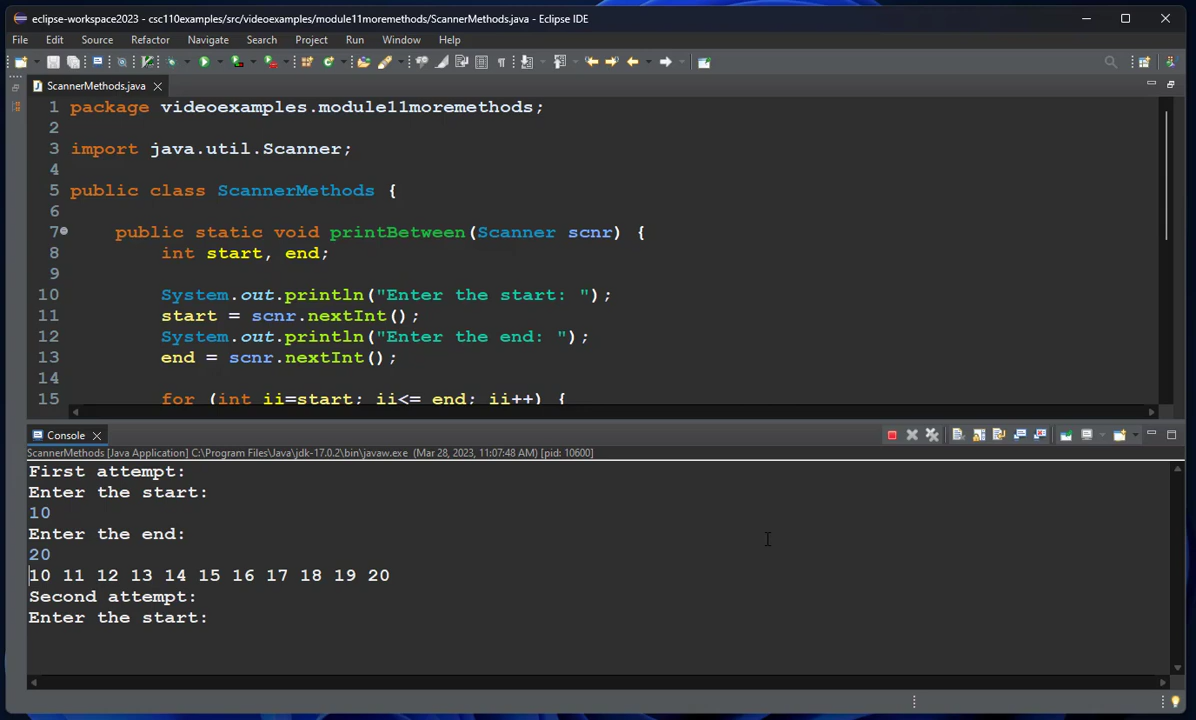 eclipse-workspace2023 - csc110examples/src/videoexamples/module11moremethods/ScannerMethods.java - Eclipse IDE
File Edit Source Refactor Navigate Search Project Run Window Help
ScannerMethods.java
1 package videoexamples.module11moremethods;
2
3 import java.util.Scanner;
4
5 public class ScannerMethods {
6
7 public static void printBetween(Scanner scnr) {
8 int start, end;
9
10 System.out.println("Enter the start: ");
11 start = scnr.nextInt();
12 System.out.println("Enter the end: ");
13 end = scnr.nextInt();
14
15 for (int ii=start; ii<= end; ii++) {
Console
ScannerMethods [Java Application] C:\Program Files\Java\jdk-17.0.2\bin\javaw.exe (Mar 28, 2023, 11:07:48 AM) [pid: 10600]
First attempt:
Enter the start:
10
Enter the end:
20
10 11 12 13 14 15 16 17 18 19 20
Second attempt:
Enter the start: